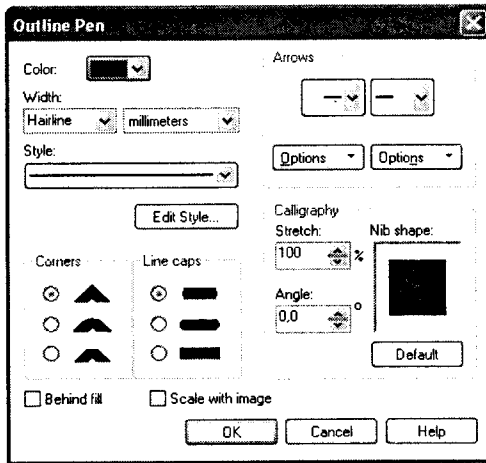 Outline Pen
Color:
Width:
Hairline
millimeters
Style:
Edit Style...
Corners
Line caps
Behind fill
Scale with image
Arrows
Options
Options
Calligraphy
Stretch:
100 %
Angle:
0,0 °
Nib shape:
Default
OK
Cancel
Help